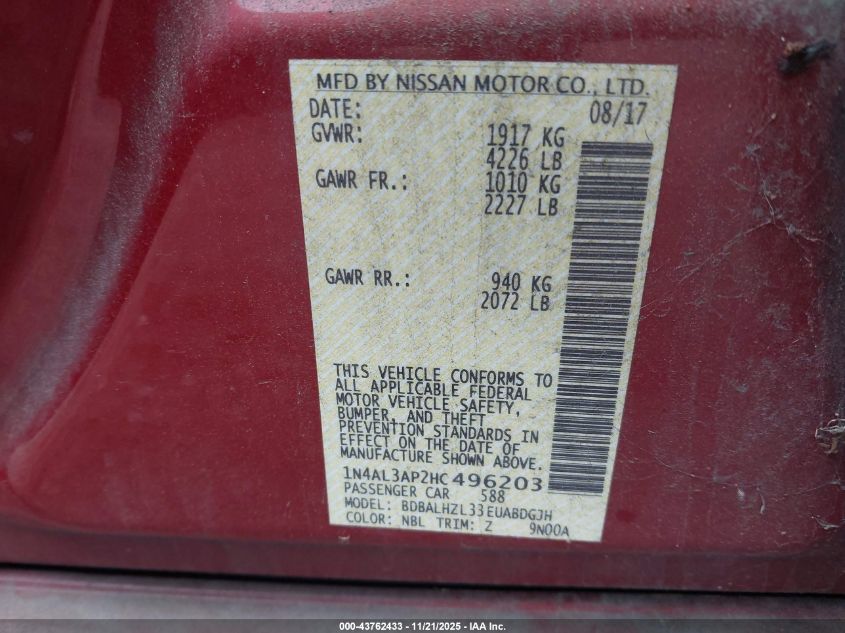 MFD BY NISSAN MOTOR CO., LTD.
DATE: 08/17
GVWR: 1917 KG
4226 LB
GAWR FR.: 1010 KG
2227 LB
GAWR RR.: 940 KG
2072 LB
THIS VEHICLE CONFORMS TO
ALL APPLICABLE FEDERAL
MOTOR VEHICLE SAFETY,
BUMPER, AND THEFT
PREVENTION STANDARDS IN
EFFECT ON THE DATE OF
MANUFACTURE SHOWN ABOVE.
1N4AL3AP2HC496203
PASSENGER CAR 588
MODEL: BDBALHZL33EUABDGJH
COLOR: NBL TRIM: Z 9N00A
000-43762433 - 11/21/2025 - IAA Inc.